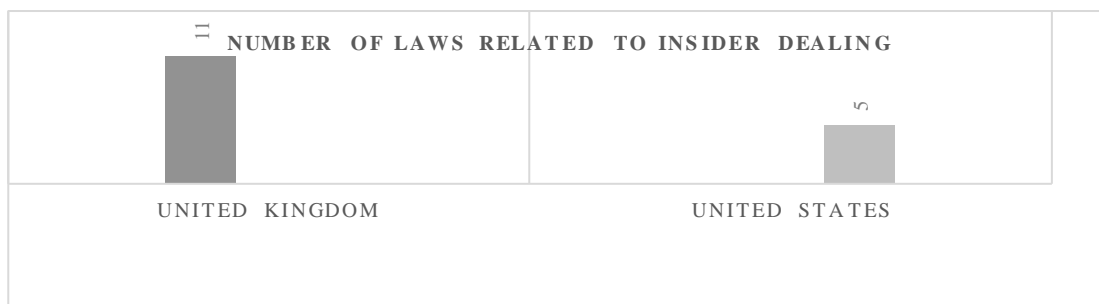 11
NUMBER OF LAWS RELATED TO INSIDER DEALING
5
UNITED KINGDOM
UNITED STATES